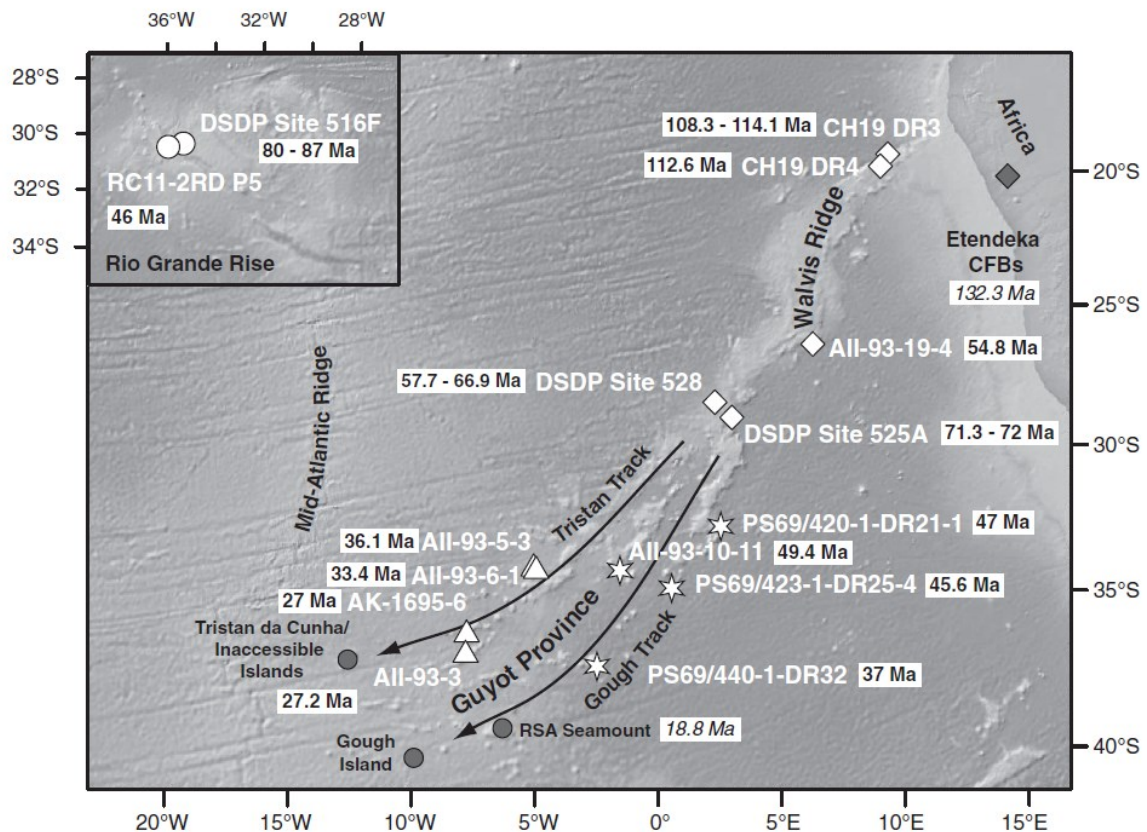 36°W 32°W 28°W
28°S
30°S
32°S
34°S
DSDP Site 516F
80 - 87 Ma
RC11-2RD P5
46 Ma
Rio Grande Rise
108.3 - 114.1 Ma CH19 DR3
112.6 Ma CH19 DR4
Africa
20°S
Walvis Ridge
Etendeka
CFBs
132.3 Ma
25°S
AII-93-19-4 54.8 Ma
57.7 - 66.9 Ma DSDP Site 528
DSDP Site 525A 71.3 - 72 Ma
30°S
Mid-Atlantic Ridge
Tristan Track
PS69/420-1-DR21-1 47 Ma
36.1 Ma AII-93-5-3
AII-93-10-11 49.4 Ma
33.4 Ma AII-93-6-1
PS69/423-1-DR25-4 45.6 Ma
35°S
27 Ma AK-1695-6
Tristan da Cunha/
Inaccessible
Islands
Guyot Province
Gough Track
AII-93-3
27.2 Ma
PS69/440-1-DR32 37 Ma
RSA Seamount 18.8 Ma
Gough
Island
40°S
20°W 15°W 10°W 5°W 0° 5°E 10°E 15°E